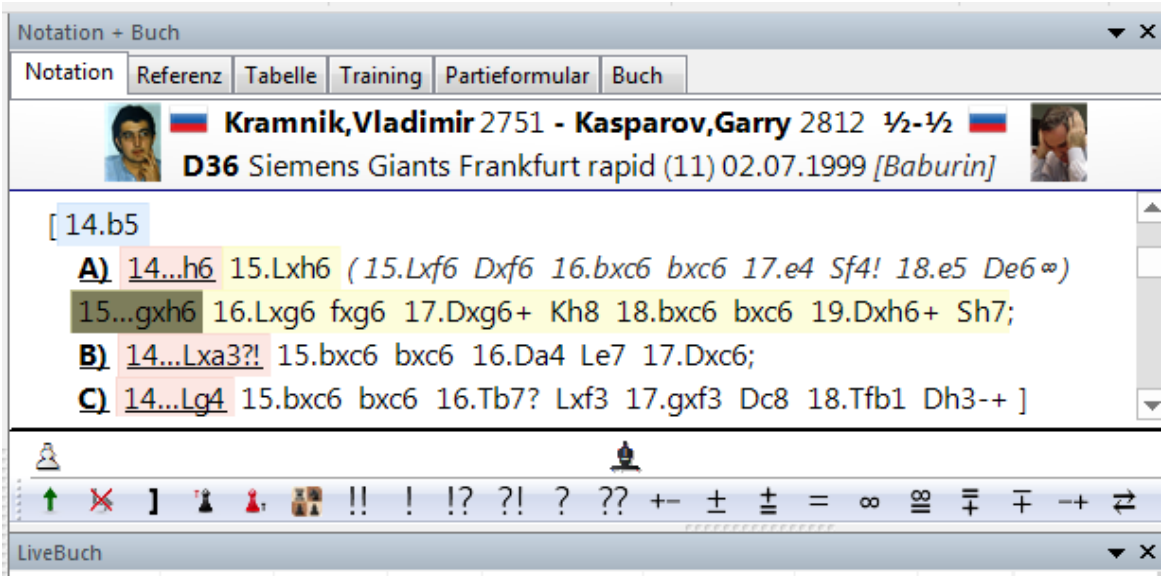 Notation + Buch
Notation Referenz Tabelle Training Partieformular Buch
Kramnik,Vladimir 2751 - Kasparov,Garry 2812 ½-½
D36 Siemens Giants Frankfurt rapid (11) 02.07.1999 [Baburin]
[ 14.b5
A) 14...h6 15.Lxh6 ( 15.Lxf6 Dxf6 16.bxc6 bxc6 17.e4 Sf4! 18.e5 De6∞)
15...gxh6 16.Lxg6 fxg6 17.Dxg6+ Kh8 18.bxc6 bxc6 19.Dxh6+ Sh7;
B) 14...Lxa3?! 15.bxc6 bxc6 16.Da4 Le7 17.Dxc6;
C) 14...Lg4 15.bxc6 bxc6 16.Tb7? Lxf3 17.gxf3 Dc8 18.Tfb1 Dh3-+ ]
] !! ! !? ?! ? ?? +− ± ⩲ = ∞ ⩱ ∓ −+ ⇄
LiveBuch